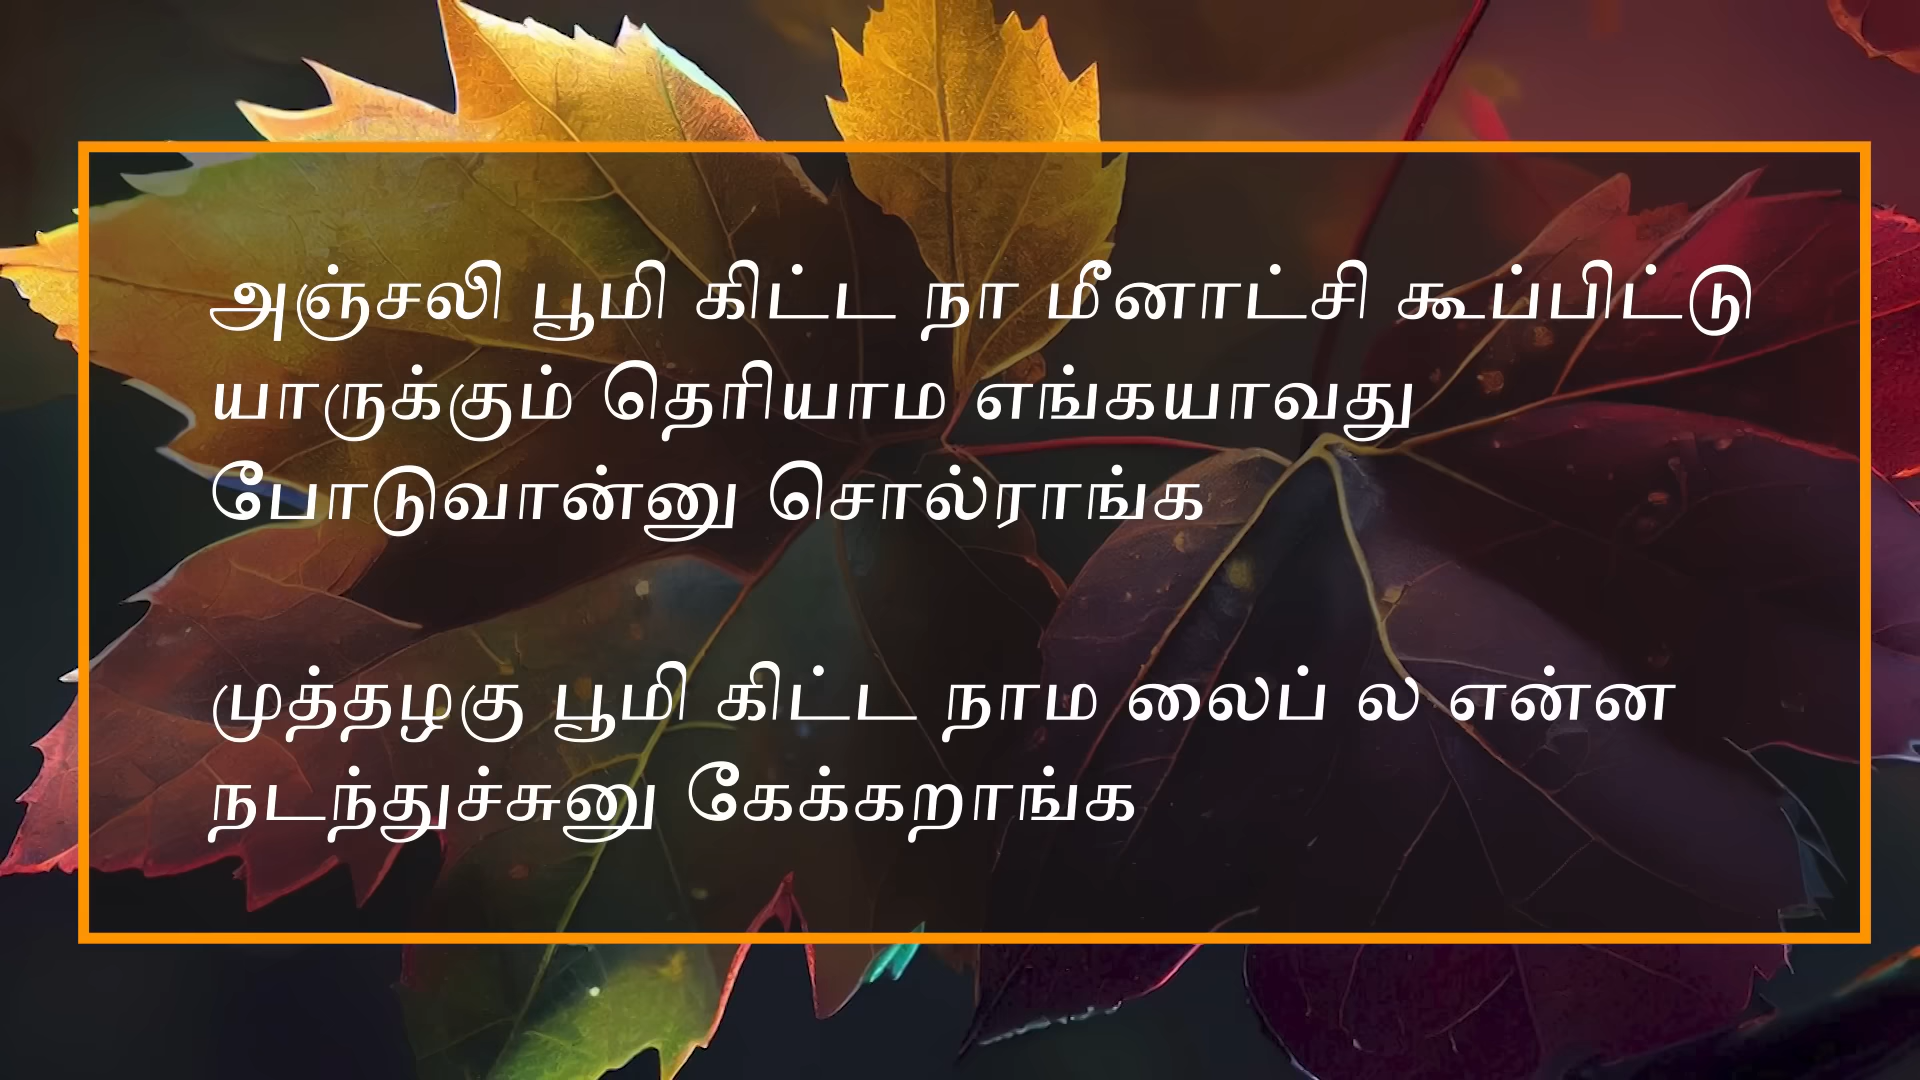 அஞ்சலி பூமி கிட்ட நா மீனாட்சி கூப்பிட்டு
யாருக்கும் தெரியாம எங்கயாவது
போடுவான்னு சொல்ராங்க
முத்தழகு பூமி கிட்ட நாம லைப் ல என்ன
நடந்துச்சுனு கேக்கறாங்க